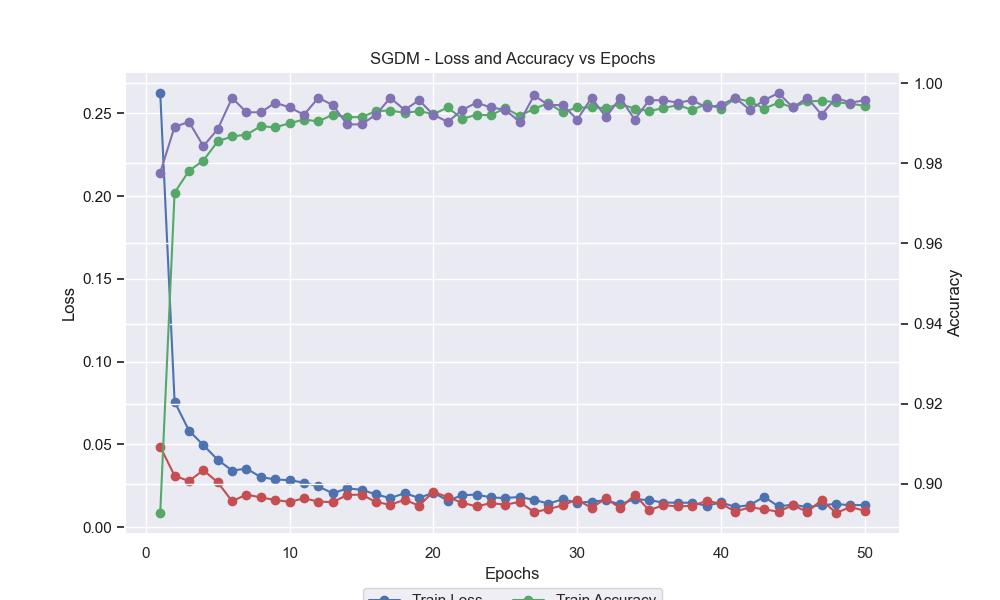 SGDM - Loss and Accuracy vs Epochs
Loss
0.25
0.20
0.15
0.10
0.05
0.00
1.00
0.98
0.96
0.94
0.92
0.90
Accuracy
0 10 20 30 40 50
Epochs
Train Loss Train Accuracy